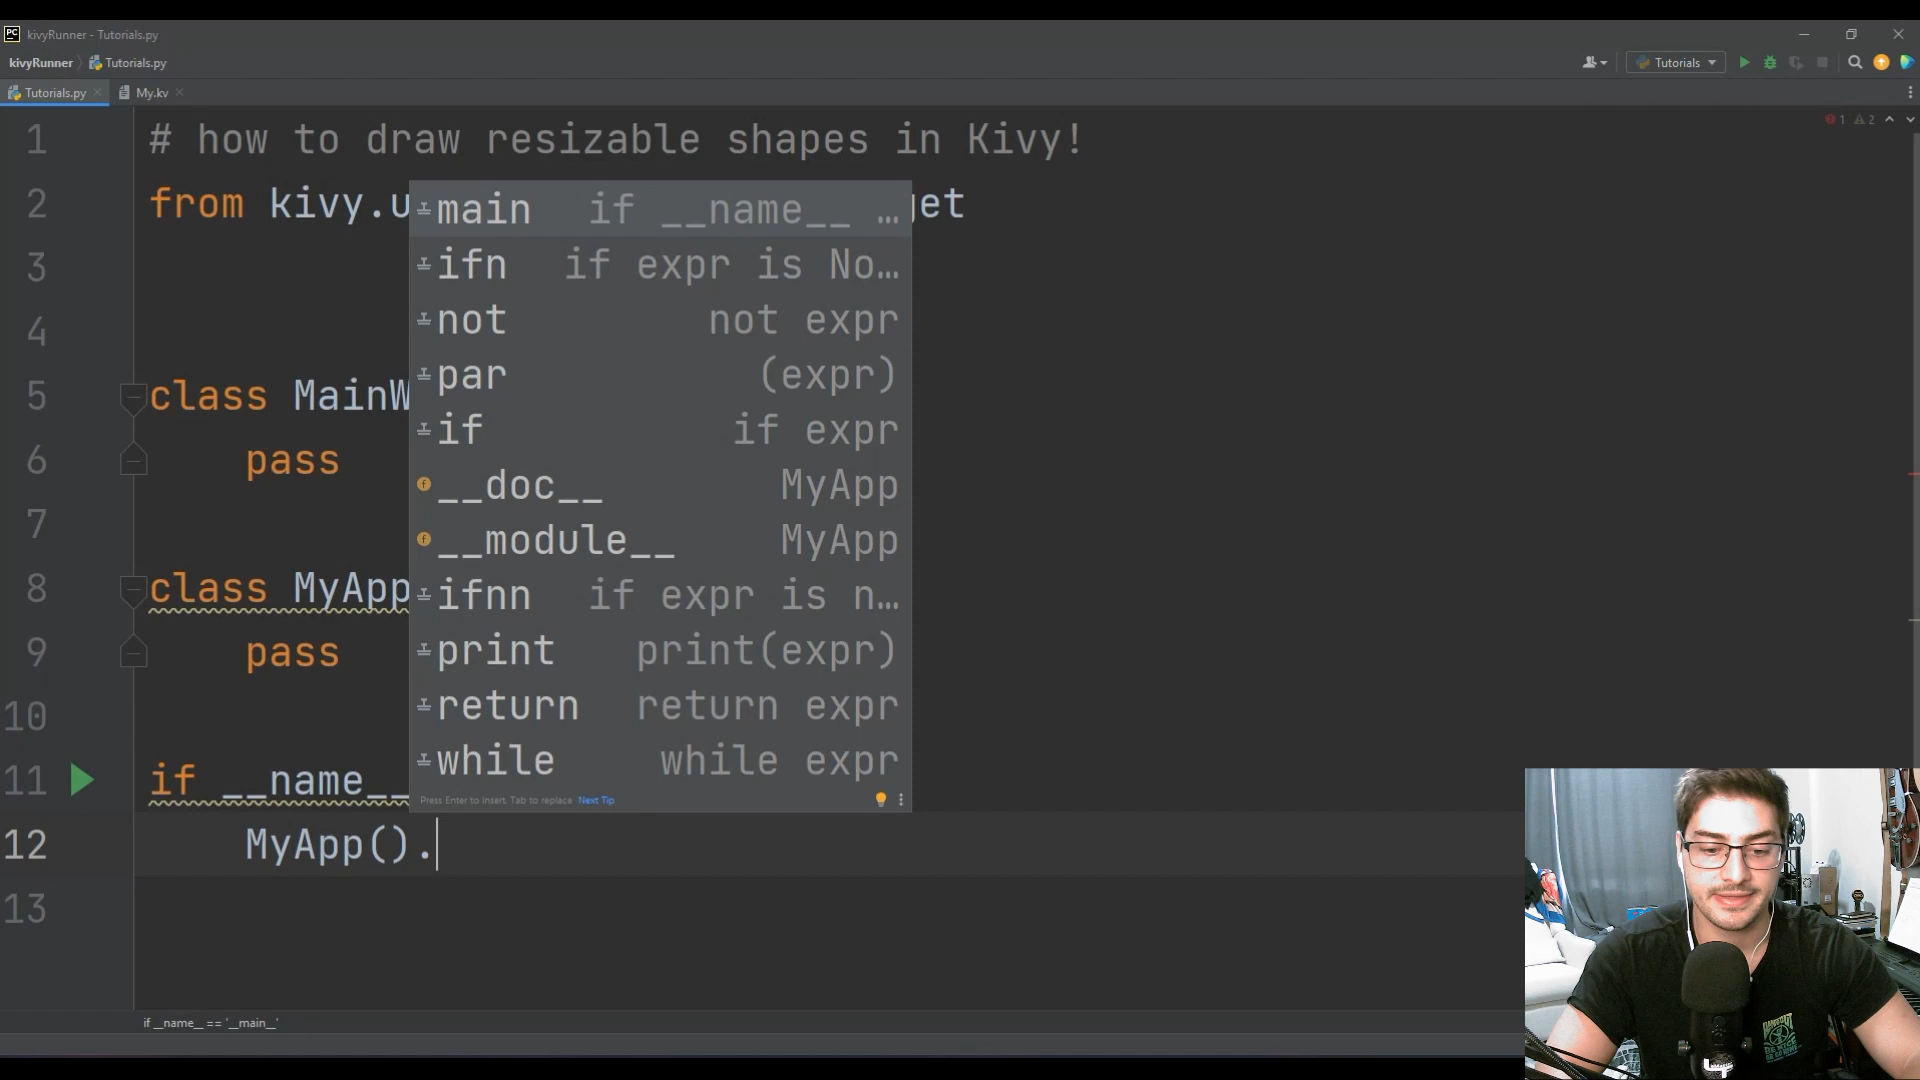 kivyRunner - Tutorials.py
kivyRunner
Tutorials.py
Tutorials
Tutorials.py
My.kv
1 # how to draw resizable shapes in Kivy!
1
2
2 from kivy.u
get
3
4
5 class MainW
6 pass
7
8 class MyApp
9 pass
10
11 if __name__
12 MyApp().
13
main if __name__ …
ifn if expr is No…
not not expr
par (expr)
if if expr
__doc__ MyApp
__module__ MyApp
ifnn if expr is n…
print print(expr)
return return expr
while while expr
Press Enter to insert, Tab to replace Next Tip
if __name__ == '__main__'